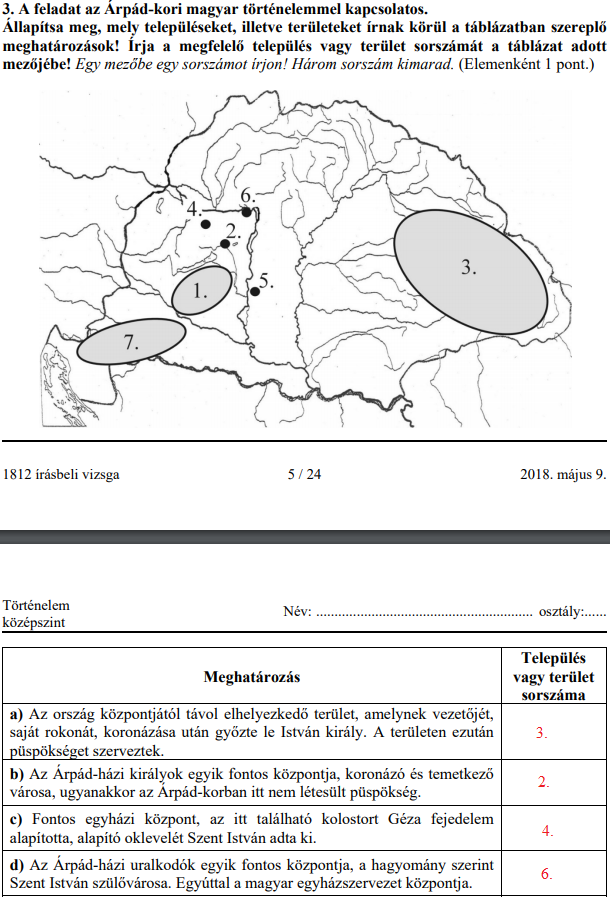 3. A feladat az Árpád-kori magyar történelemmel kapcsolatos.
Állapítsa meg, mely településeket, illetve területeket írnak körül a táblázatban szereplő
meghatározások! Írja a megfelelő település vagy terület sorszámát a táblázat adott
mezőjébe! Egy mezőbe egy sorszámot írjon! Három sorszám kimarad. (Elemenként 1 pont.)
6.
4.
2.
3.
5.
1.
7.
1812 írásbeli vizsga 5 / 24 2018. május 9.
Történelem
középszint
Név: ........................................................... osztály:......
Meghatározás
Település
vagy terület
sorszáma
a) Az ország központjától távol elhelyezkedő terület, amelynek vezetőjét,
saját rokonát, koronázása után győzte le István király. A területen ezután
püspökséget szerveztek.
3.
b) Az Árpád-házi királyok egyik fontos központja, koronázó és temetkező
városa, ugyanakkor az Árpád-korban itt nem létesült püspökség.
2.
c) Fontos egyházi központ, az itt található kolostort Géza fejedelem
alapította, alapító oklevelét Szent István adta ki.
4.
d) Az Árpád-házi uralkodók egyik fontos központja, a hagyomány szerint
Szent István szülővárosa. Egyúttal a magyar egyházszervezet központja.
6.